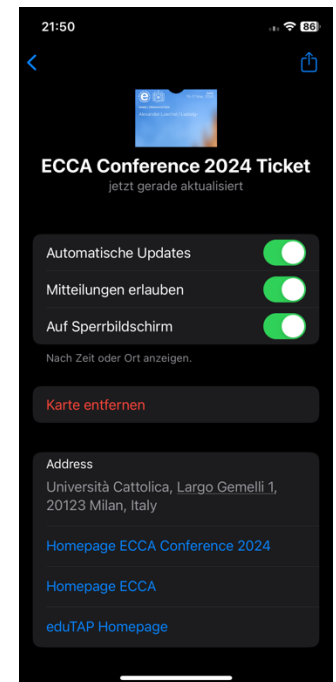 21:50
86
ECCA Conference 2024 Ticket
jetzt gerade aktualisiert
Automatische Updates
Mitteilungen erlauben
Auf Sperrbildschirm
Nach Zeit oder Ort anzeigen.
Karte entfernen
Address
Università Cattolica, Largo Gemelli 1,
20123 Milan, Italy
Homepage ECCA Conference 2024
Homepage ECCA
eduTAP Homepage